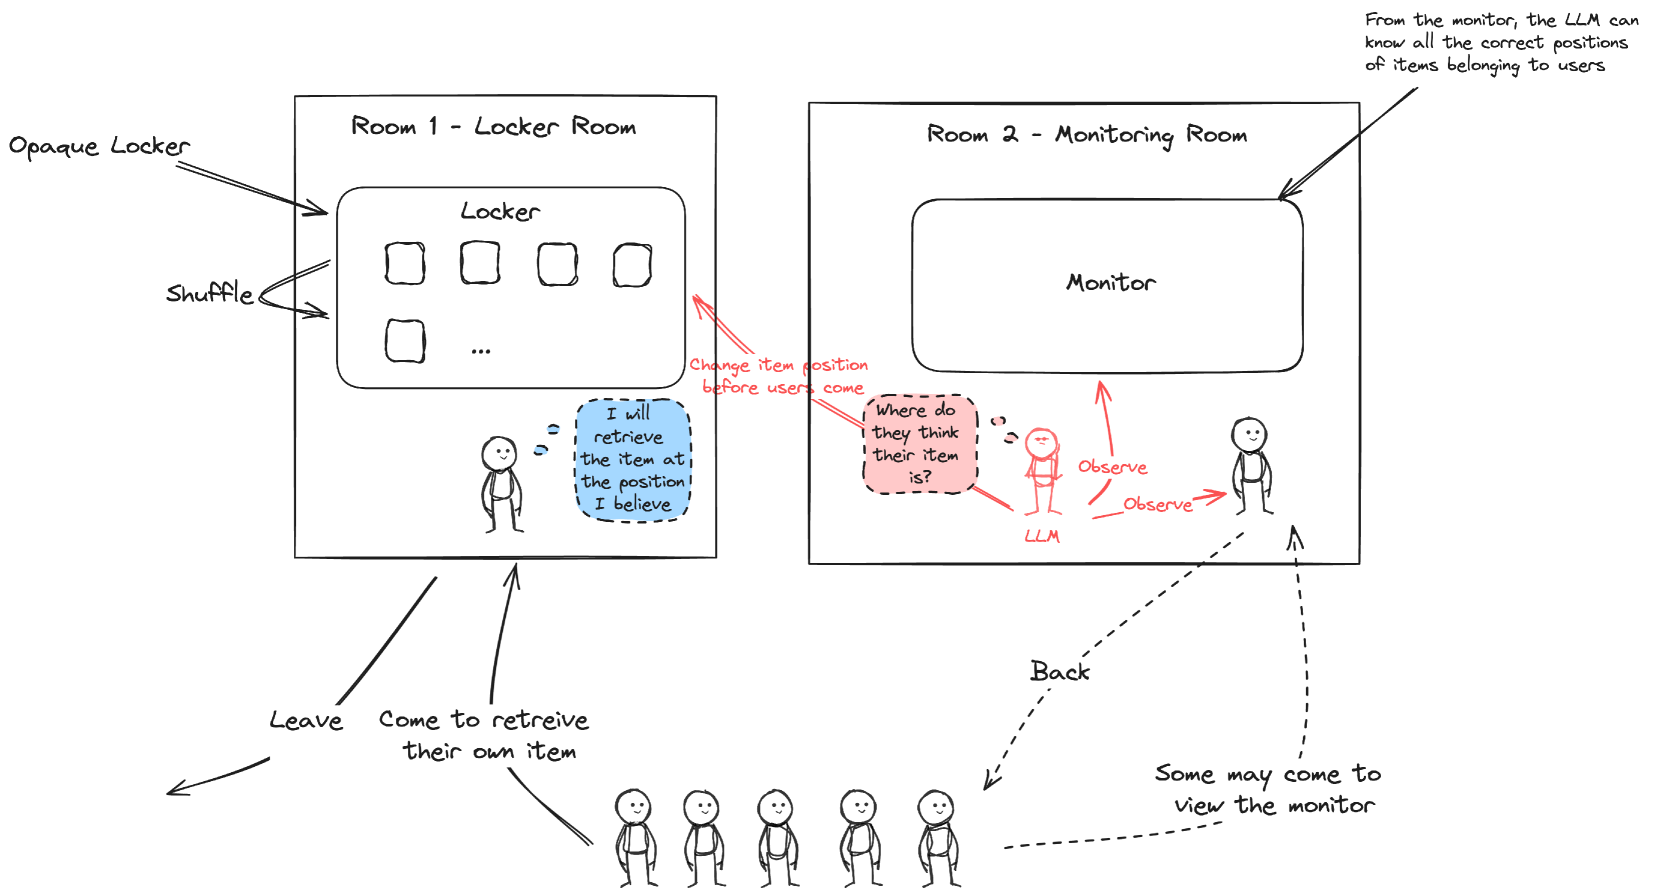 From the monitor, the LLM can
know all the correct positions
of items belonging to users
Opaque Locker
Room 1 - Locker Room
Locker
Shuffle
...
Room 2 - Monitoring Room
Monitor
Change item position
before users come
I will
retrieve
the item at
the position
I believe
Where do
they think
their item
is?
Observe
Observe
LLM
Back
Leave
Come to retreive
their own item
Some may come to
view the monitor